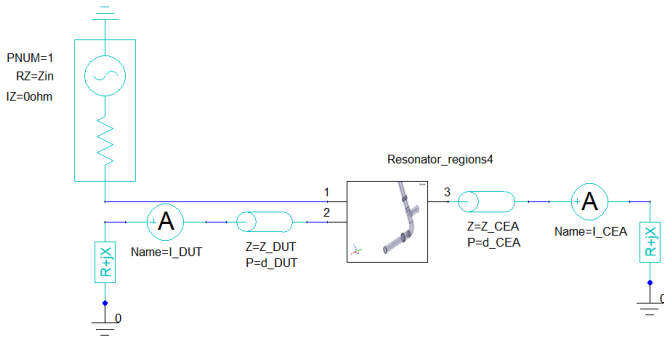 PNUM=1
RZ=Zin
IZ=0ohm
Resonator_regions4
1
2
3
A
Name=I_DUT
Z=Z_DUT
P=d_DUT
Z=Z_CEA
P=d_CEA
A
Name=I_CEA
R+jX
0
R+jX
0